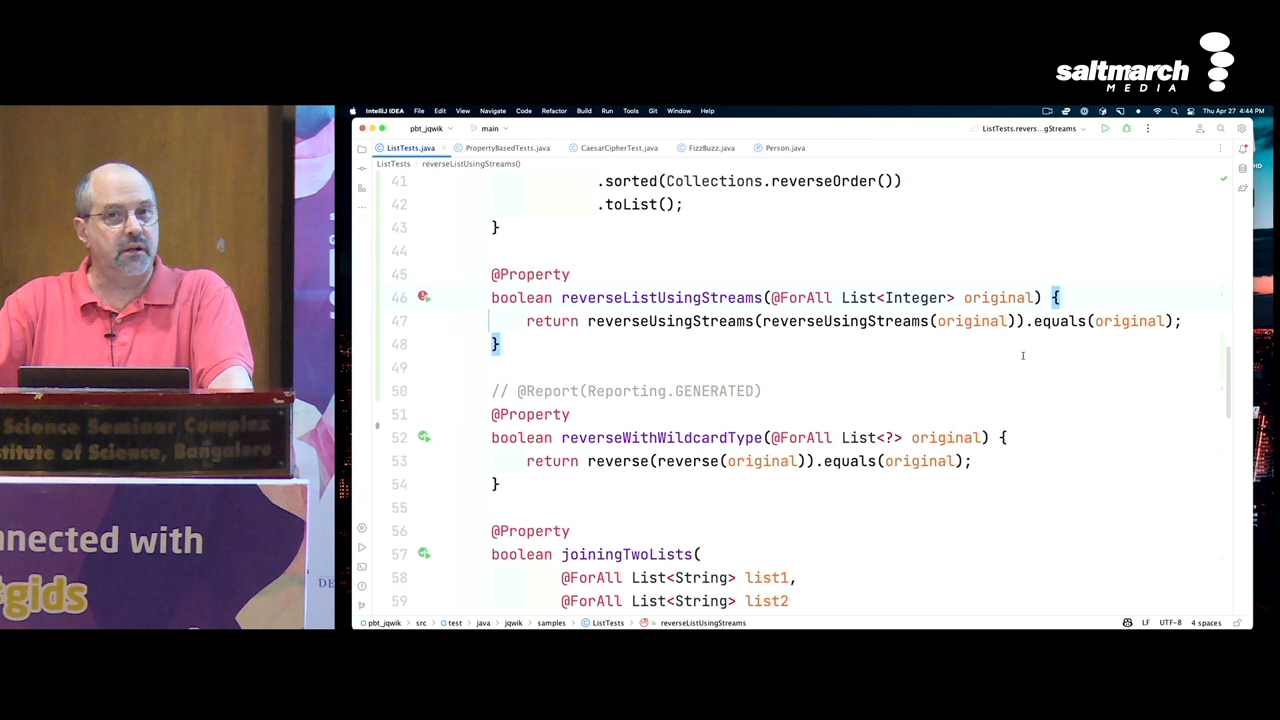 saltmarch
MEDIA
IntelliJ IDEA File Edit View Navigate Code Refactor Build Run Tools Git Window Help
Thu Apr 27 4:44 PM
pbt_jqwik main
ListTests.revers...gStreams
ListTests.java PropertyBasedTests.java CaesarCipherTest.java FizzBuzz.java Person.java
ListTests reverseListUsingStreams()
41 .sorted(Collections.reverseOrder())
42 .toList();
43 }
44
45 @Property
46 boolean reverseListUsingStreams(@ForAll List<Integer> original) {
47 return reverseUsingStreams(reverseUsingStreams(original)).equals(original);
48 }
49
50 // @Report(Reporting.GENERATED)
51 @Property
52 boolean reverseWithWildcardType(@ForAll List<?> original) {
53 return reverse(reverse(original)).equals(original);
54 }
55
56 @Property
57 boolean joiningTwoLists(
58 @ForAll List<String> list1,
59 @ForAll List<String> list2
pbt_jqwik src test java jqwik samples ListTests reverseListUsingStreams
LF UTF-8 4 spaces
Science Seminar Complex
stitute of Science, Bangalore
nnected with
gids
DE